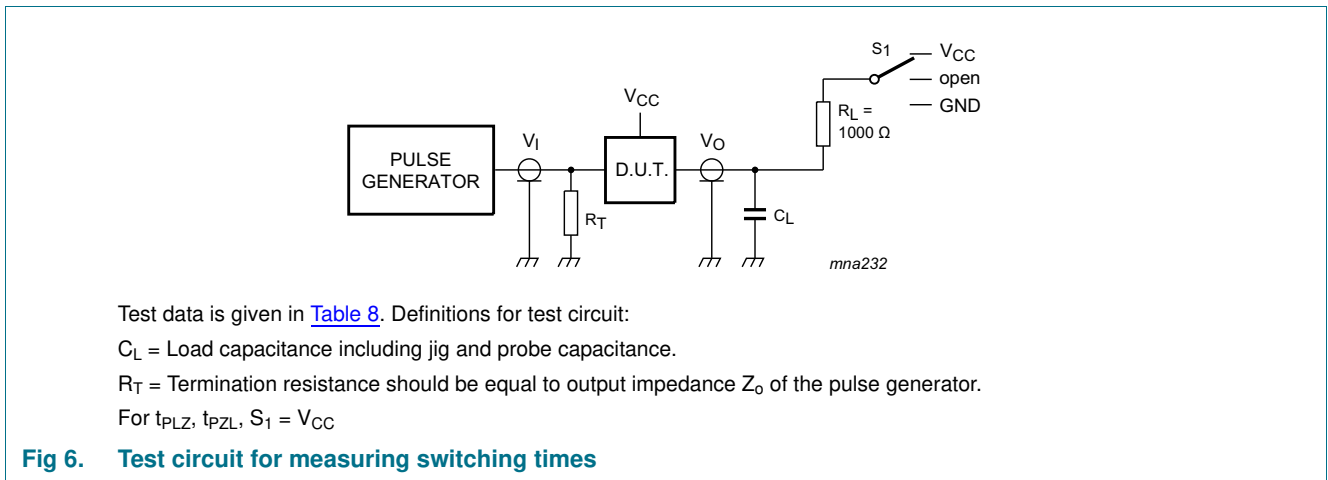 S1
VCC
open
GND
RL =
1000 Ω
VCC
PULSE
GENERATOR
VI
D.U.T.
VO
RT
CL
mna232
Test data is given in Table 8. Definitions for test circuit:
CL = Load capacitance including jig and probe capacitance.
RT = Termination resistance should be equal to output impedance Zo of the pulse generator.
For tPLZ, tPZL, S1 = VCC
Fig 6. Test circuit for measuring switching times